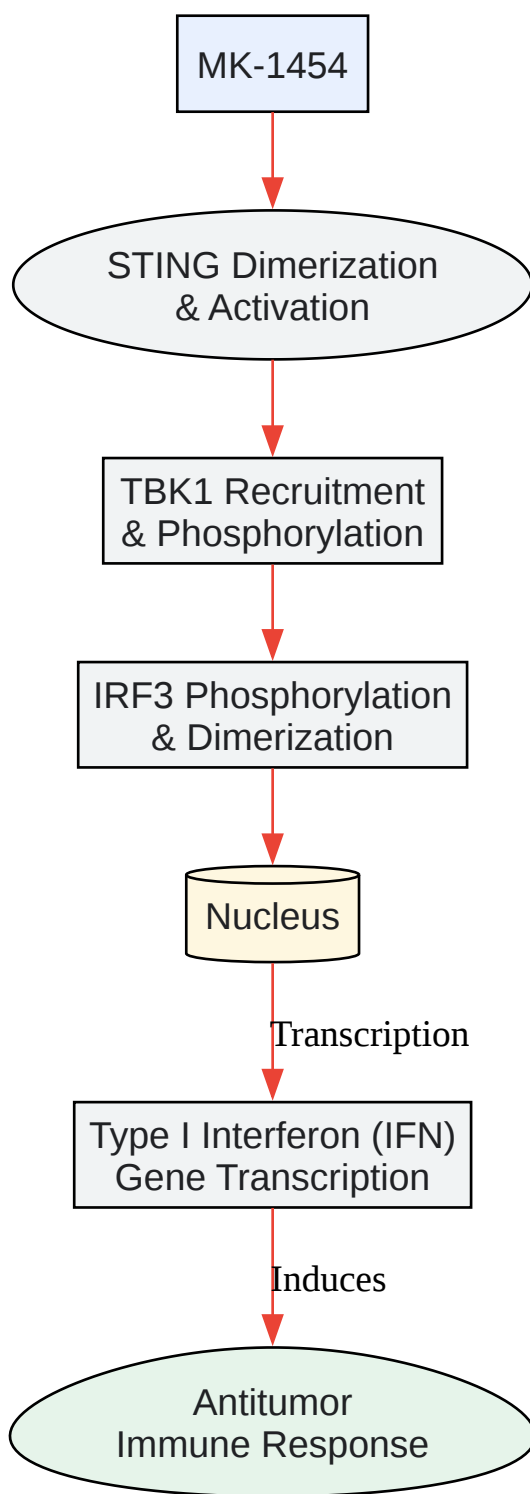 MK-1454
STING Dimerization
& Activation
TBK1 Recruitment
& Phosphorylation
IRF3 Phosphorylation
& Dimerization
Nucleus
Transcription
Type I Interferon (IFN)
Gene Transcription
Induces
Antitumor
Immune Response